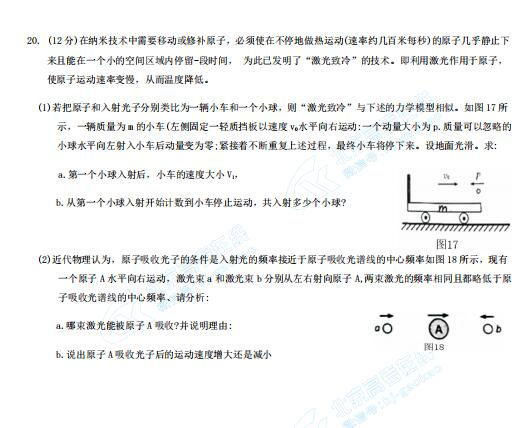 20. (12分)在纳米技术中需要移动或修补原子，必须使在不停地做热运动(速率约几百米每秒)的原子几乎静止下
来且能在一个小的空间区域内停留-段时间， 为此已发明了“激光致冷”的技术。即利用激光作用于原子，
使原子运动速率变慢，从而温度降低。
(1)若把原子和入射光子分别类比为一辆小车和一个小球，则“激光致冷”与下述的力学模型相似。如图17所
示，一辆质量为m的小车(左侧固定一轻质挡板以速度v₀水平向右运动:一个动量大小为p.质量可以忽略的
小球水平向左射入小车后动量变为零:紧接着不断重复上述过程，最终小车将停下来。设地面光滑。求:
a.第一个小球入射后，小车的速度大小V₁,
b.从第一个小球入射开始计数到小车停止运动，共入射多少个小球?
v₀ p
m
图17
(2)近代物理认为，原子吸收光子的条件是入射光的频率接近于原子吸收光谱线的中心频率如图18所示，现有
一个原子A水平向右运动，激光束a和激光束b分别从左右射向原子A,两束激光的频率相同且都略低于原
子吸收光谱线的中心频率、请分析:
a.哪束激光能被原子A吸收?并说明理由:
b.说出原子A吸收光子后的运动速度增大还是减小
a A b
图18